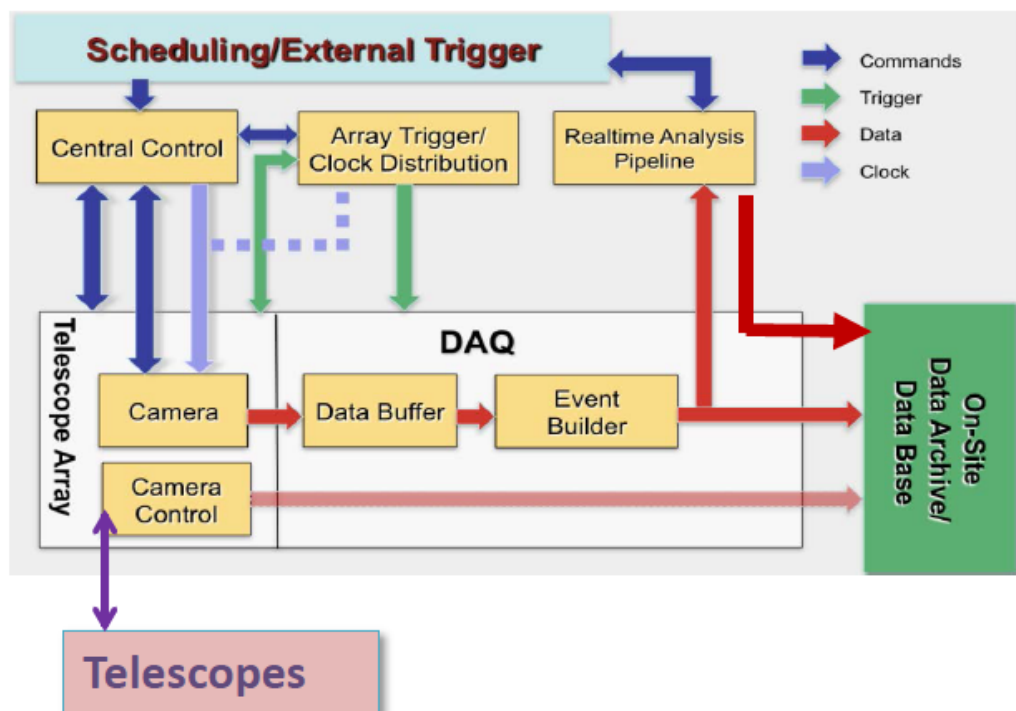 Scheduling/External Trigger
Commands
Trigger
Data
Clock
Central Control
Array Trigger/
Clock Distribution
Realtime Analysis
Pipeline
Telescope Array
DAQ
Camera
Data Buffer
Event
Builder
Camera
Control
On-Site
Data Archive/
Data Base
Telescopes